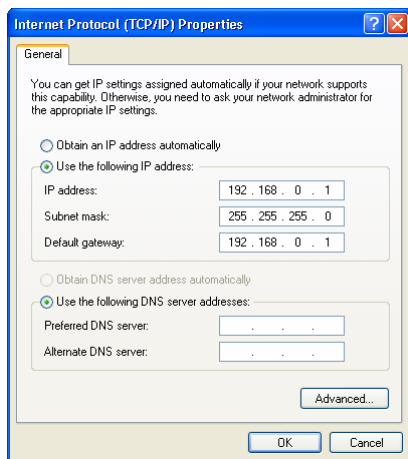 Internet Protocol (TCP/IP) Properties
General
You can get IP settings assigned automatically if your network supports
this capability. Otherwise, you need to ask your network administrator for
the appropriate IP settings.
Obtain an IP address automatically
Use the following IP address:
IP address: 192 . 168 . 0 . 1
Subnet mask: 255 . 255 . 255 . 0
Default gateway: 192 . 168 . 0 . 1
Obtain DNS server address automatically
Use the following DNS server addresses:
Preferred DNS server: . . .
Alternate DNS server: . . .
Advanced...
OK Cancel